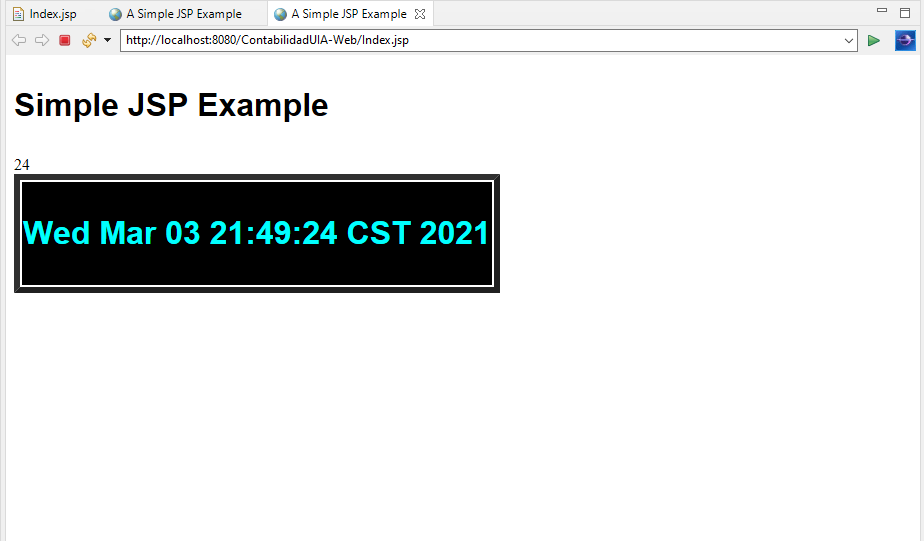 Index.jsp A Simple JSP Example A Simple JSP Example
http://localhost:8080/ContabilidadUIA-Web/Index.jsp
Simple JSP Example
24
Wed Mar 03 21:49:24 CST 2021